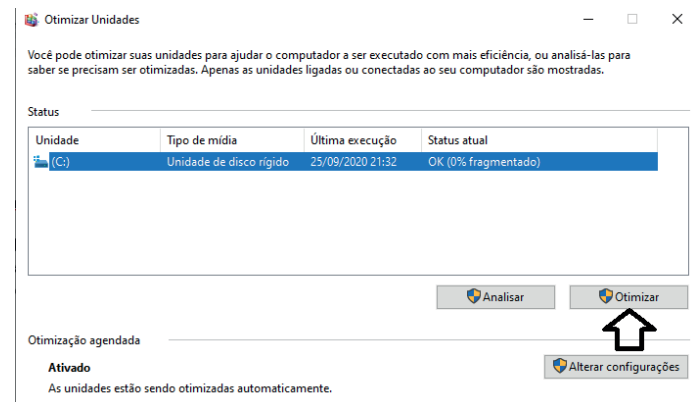 Otimizar Unidades
Você pode otimizar suas unidades para ajudar o computador a ser executado com mais eficiência, ou analisá-las para
saber se precisam ser otimizadas. Apenas as unidades ligadas ou conectadas ao seu computador são mostradas.
Status
Unidade Tipo de mídia Última execução Status atual
(C:) Unidade de disco rígido 25/09/2020 21:32 OK (0% fragmentado)
Analisar Otimizar
Otimização agendada
Ativado Alterar configurações
As unidades estão sendo otimizadas automaticamente.